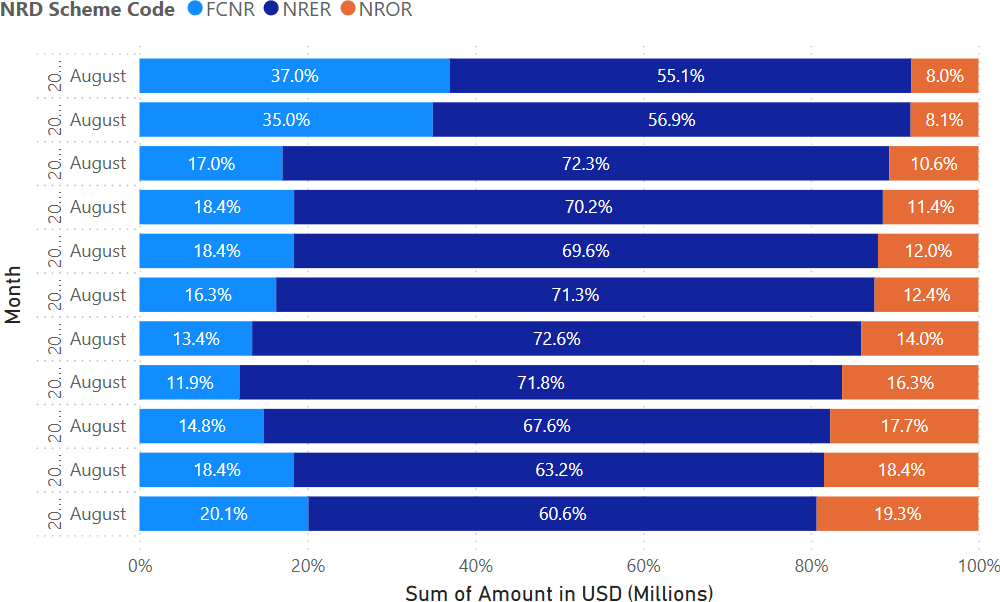 NRD Scheme Code FCNR NRER NROR
20... August 37.0% 55.1% 8.0%
20... August 35.0% 56.9% 8.1%
20... August 17.0% 72.3% 10.6%
20... August 18.4% 70.2% 11.4%
20... August 18.4% 69.6% 12.0%
20... August 16.3% 71.3% 12.4%
20... August 13.4% 72.6% 14.0%
20... August 11.9% 71.8% 16.3%
20... August 14.8% 67.6% 17.7%
20... August 18.4% 63.2% 18.4%
20... August 20.1% 60.6% 19.3%
Month
0% 20% 40% 60% 80% 100%
Sum of Amount in USD (Millions)